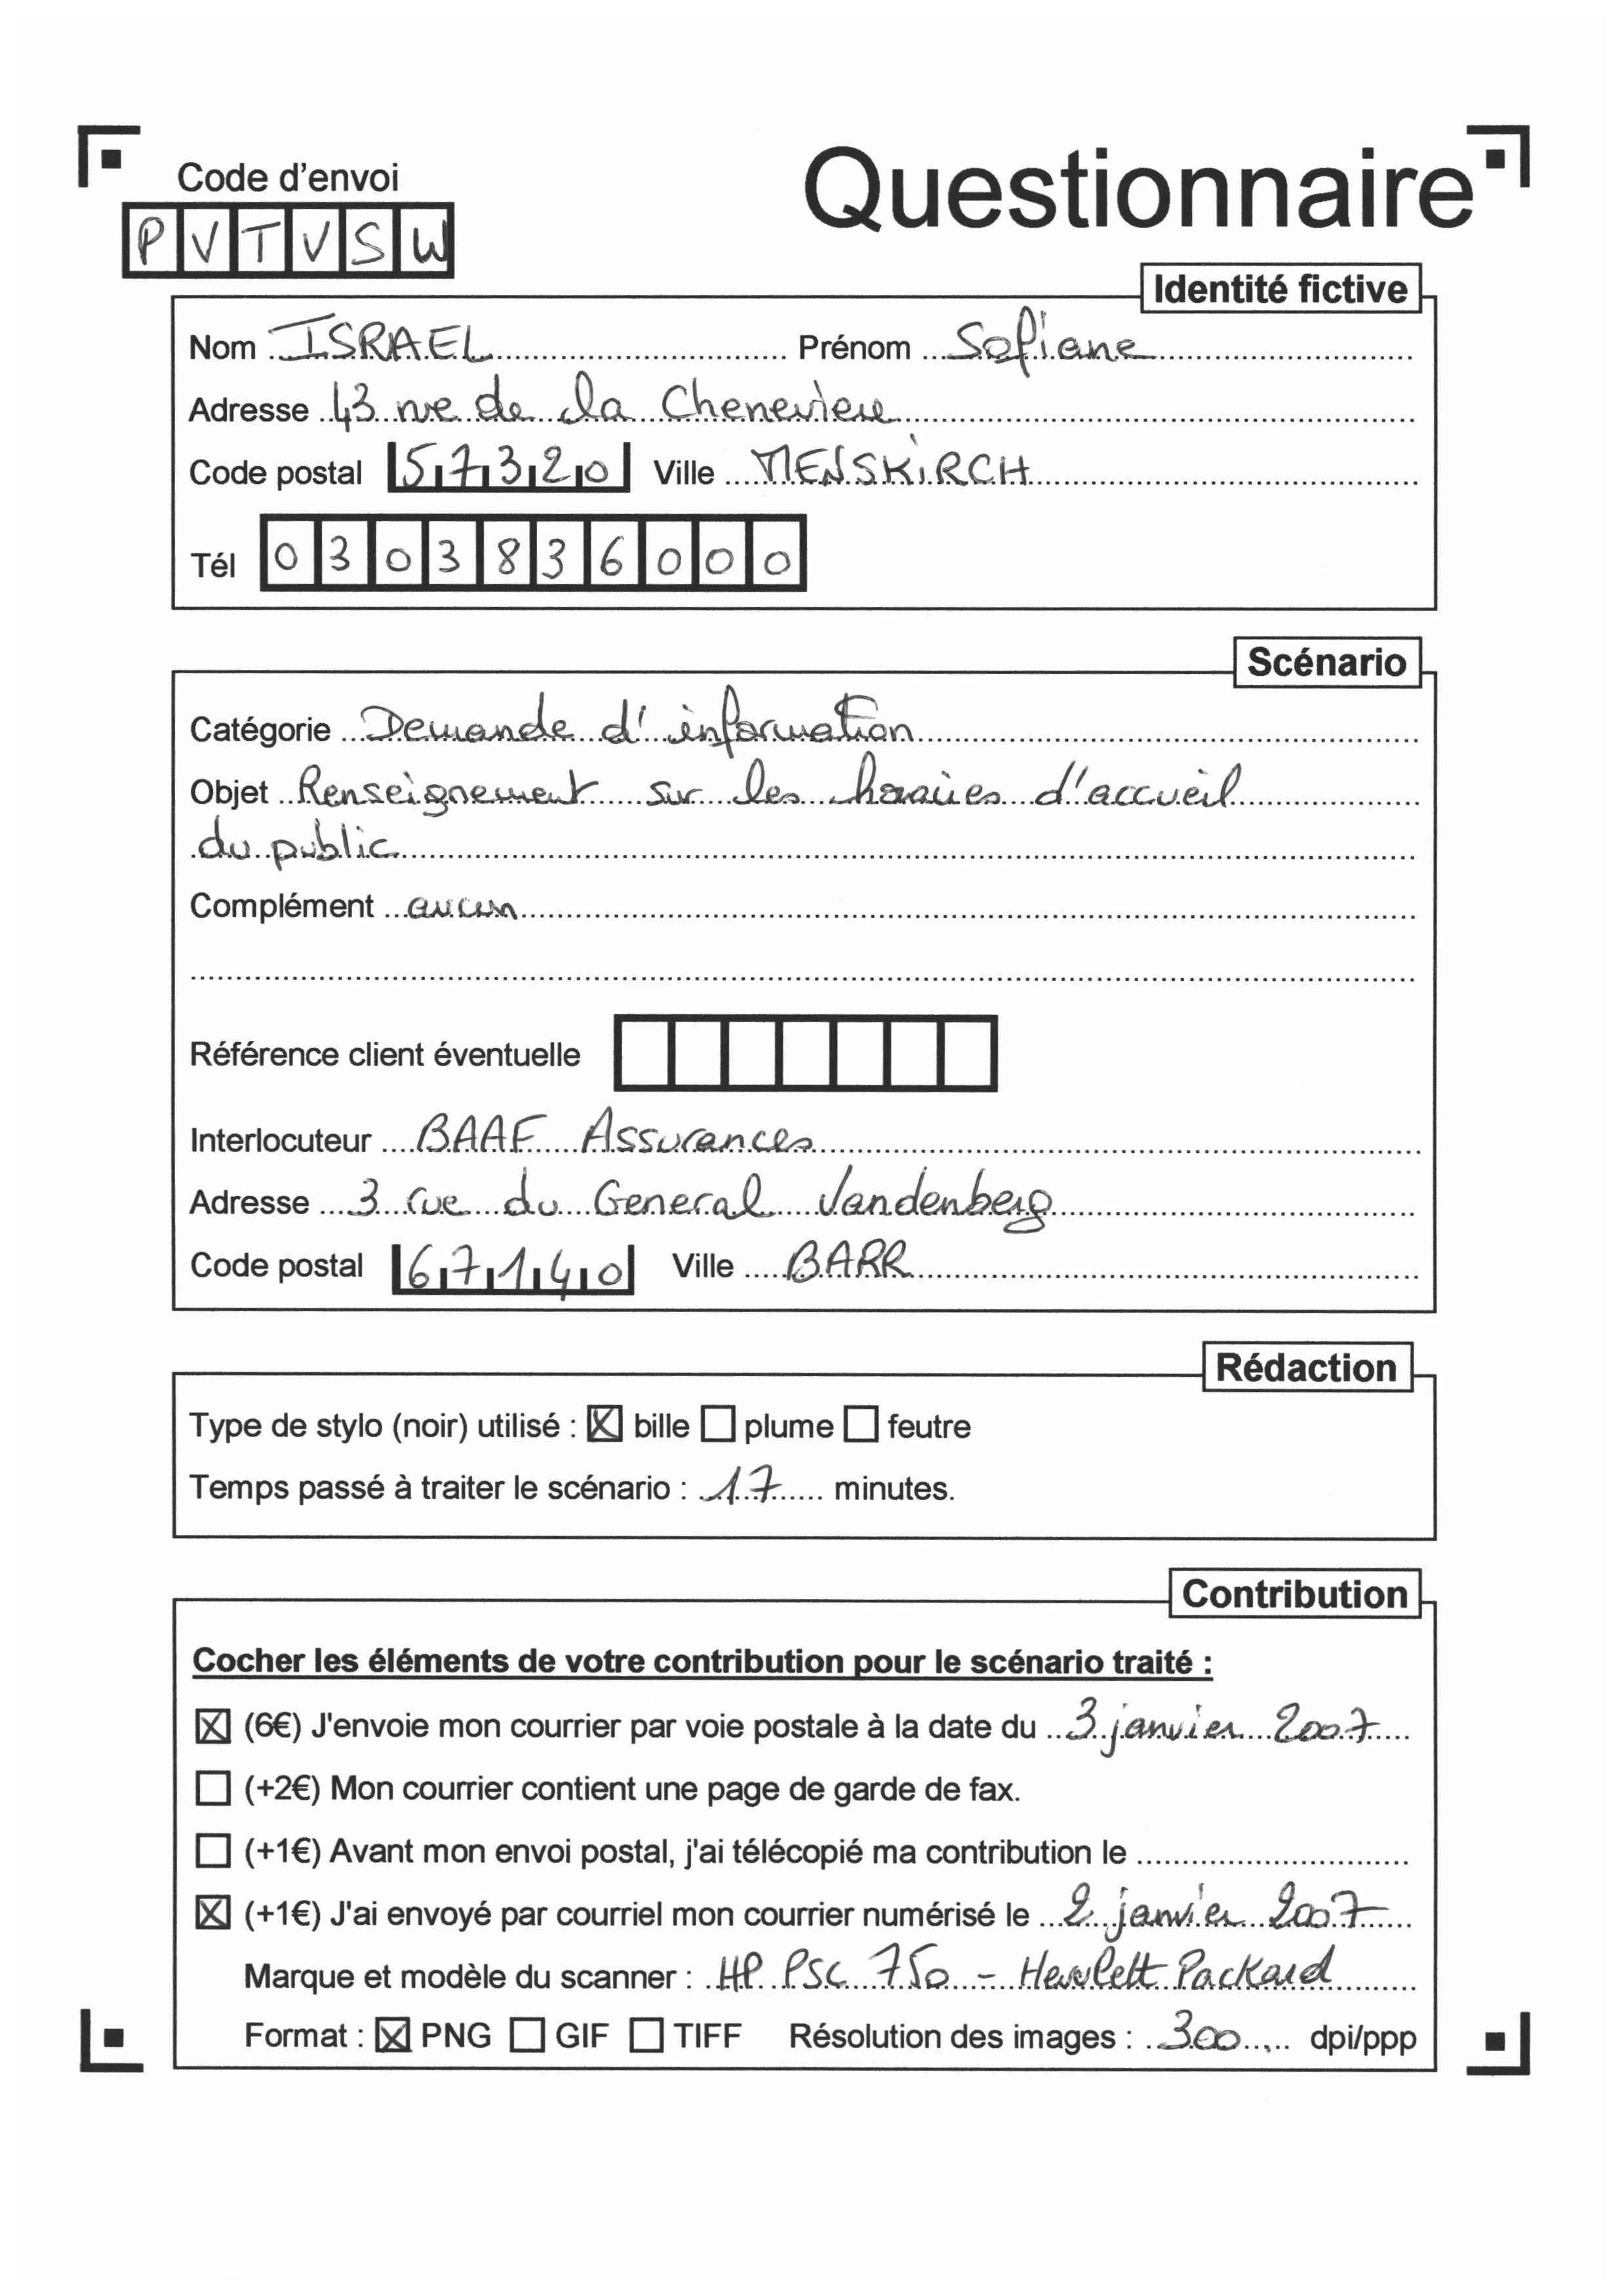 Questionnaire
Code d'envoi
PVTVSW
Identité fictive
Nom ISRAEL Prénom Sofiane
Adresse 43 rue de la Cheneviere
Code postal 57320 Ville MENSKIRCH
Tél 0303836000
Scénario
Catégorie Demande d'information
Objet Renseignement sur les horaires d'accueil
du public
Complément aucun
Référence client éventuelle
Interlocuteur BAAF Assurances
Adresse 3 rue du General Vandenberg
Code postal 67140 Ville BARR
Rédaction
Type de stylo (noir) utilisé : ☒ bille ☐ plume ☐ feutre
Temps passé à traiter le scénario : 17 minutes.
Contribution
Cocher les éléments de votre contribution pour le scénario traité :
☒ (6€) J'envoie mon courrier par voie postale à la date du 3 janvier 2007
☐ (+2€) Mon courrier contient une page de garde de fax.
☐ (+1€) Avant mon envoi postal, j'ai télécopié ma contribution le
☒ (+1€) J'ai envoyé par courriel mon courrier numérisé le 2 janvier 2007
Marque et modèle du scanner : HP PSC 750 - Hewlett Packard
Format : ☒ PNG ☐ GIF ☐ TIFF Résolution des images : 300 dpi/ppp